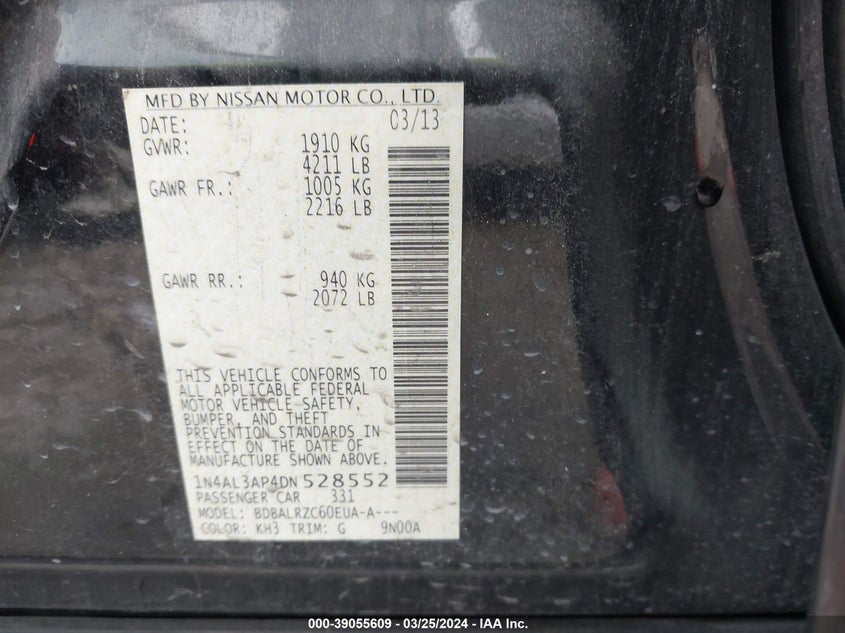 MFD BY NISSAN MOTOR CO., LTD.
DATE: 03/13
GVWR: 1910 KG
4211 LB
GAWR FR.: 1005 KG
2216 LB
GAWR RR.: 940 KG
2072 LB
THIS VEHICLE CONFORMS TO
ALL APPLICABLE FEDERAL
MOTOR VEHICLE SAFETY,
BUMPER, AND THEFT
PREVENTION STANDARDS IN
EFFECT ON THE DATE OF
MANUFACTURE SHOWN ABOVE.
1N4AL3AP4DN528552
PASSENGER CAR 331
MODEL: BDBALRZC60EUA-A---
COLOR: KH3 TRIM: G 9N00A
000-39055609 - 03/25/2024 - IAA Inc.